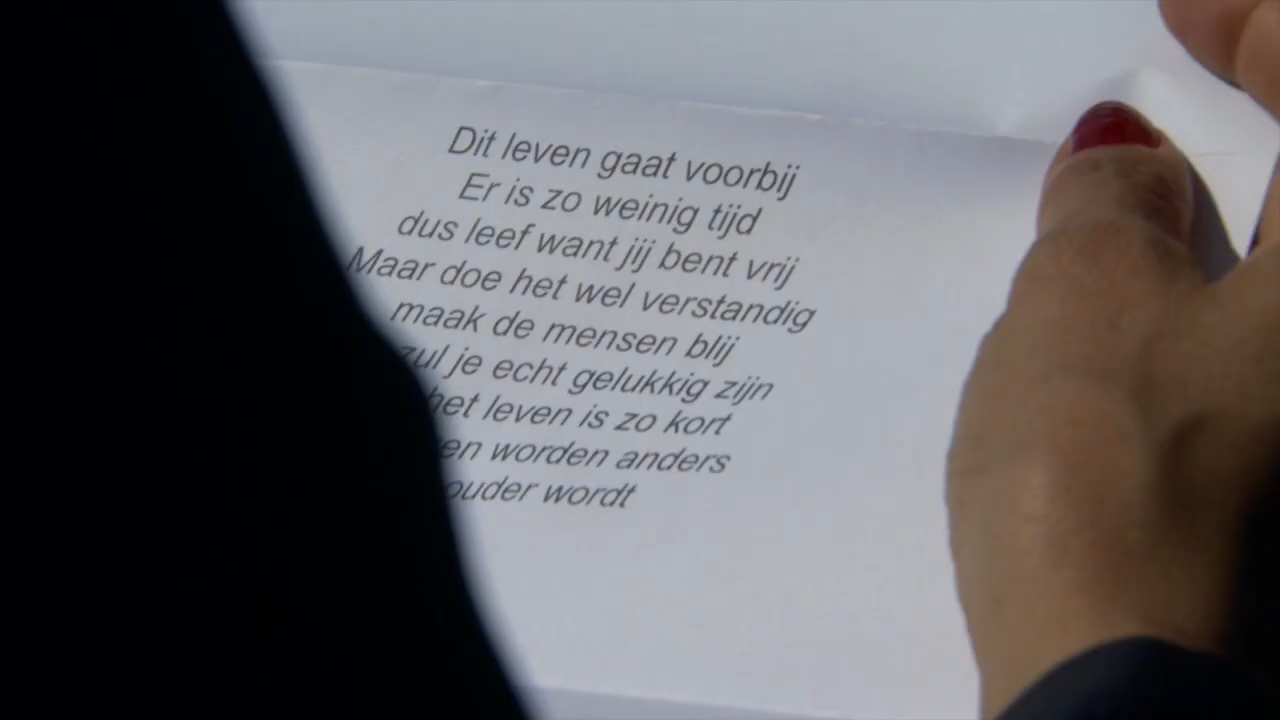 Dit leven gaat voorbij
Er is zo weinig tijd
dus leef want jij bent vrij
Maar doe het wel verstandig
maak de mensen blij
zul je echt gelukkig zijn
het leven is zo kort
worden anders
ouder wordt